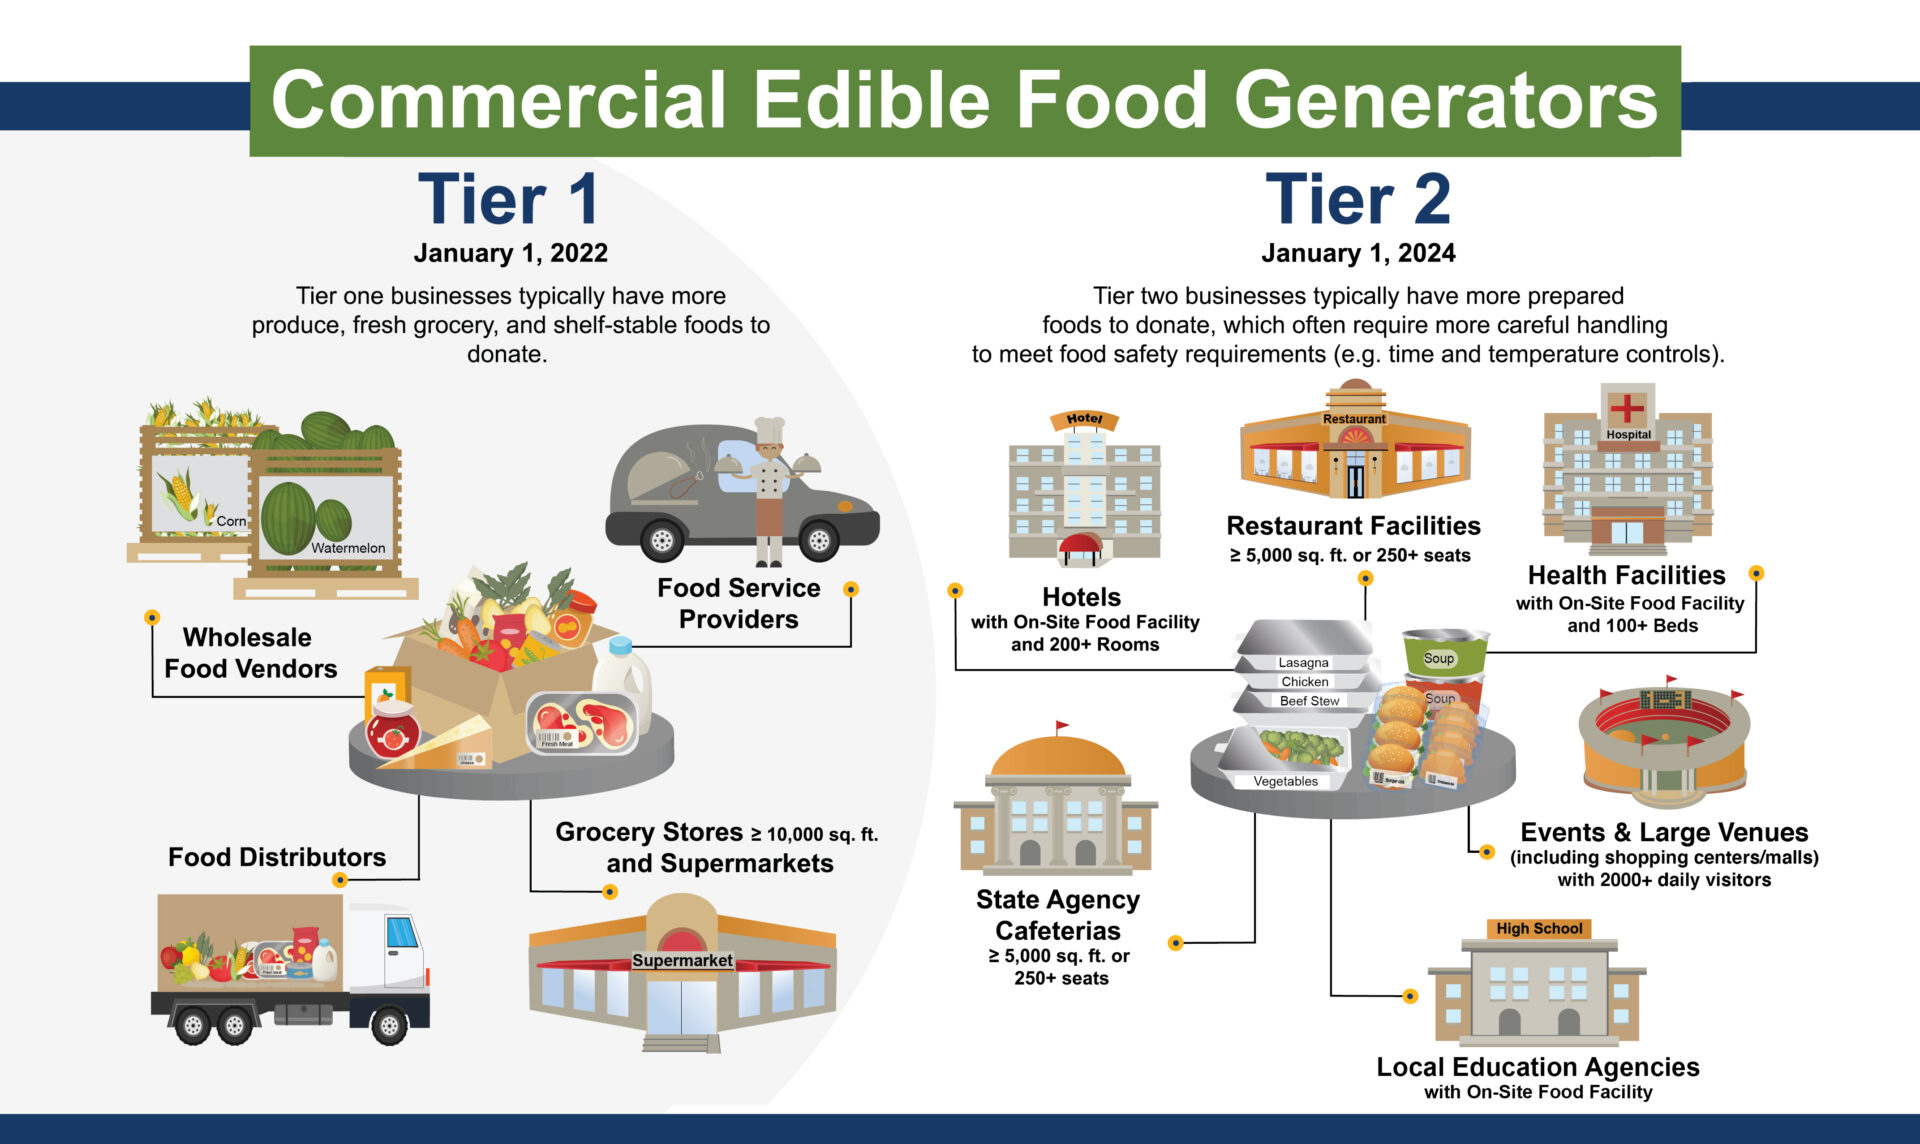 Commercial Edible Food Generators
Tier 1
January 1, 2022
Tier one businesses typically have more
produce, fresh grocery, and shelf-stable foods to
donate.
Corn
Watermelon
Wholesale
Food Vendors
Food Service
Providers
Fresh Meat
cheese
Food Distributors
Fresh Meat
Grocery Stores ≥ 10,000 sq. ft.
and Supermarkets
Supermarket
Tier 2
January 1, 2024
Tier two businesses typically have more prepared
foods to donate, which often require more careful handling
to meet food safety requirements (e.g. time and temperature controls).
Hotel
Hotels
with On-Site Food Facility
and 200+ Rooms
Restaurant
Restaurant Facilities
≥ 5,000 sq. ft. or 250+ seats
Hospital
Health Facilities
with On-Site Food Facility
and 100+ Beds
Lasagna
Chicken
Beef Stew
Vegetables
Soup
Soup
State Agency
Cafeterias
≥ 5,000 sq. ft. or
250+ seats
Events & Large Venues
(including shopping centers/malls)
with 2000+ daily visitors
High School
Local Education Agencies
with On-Site Food Facility